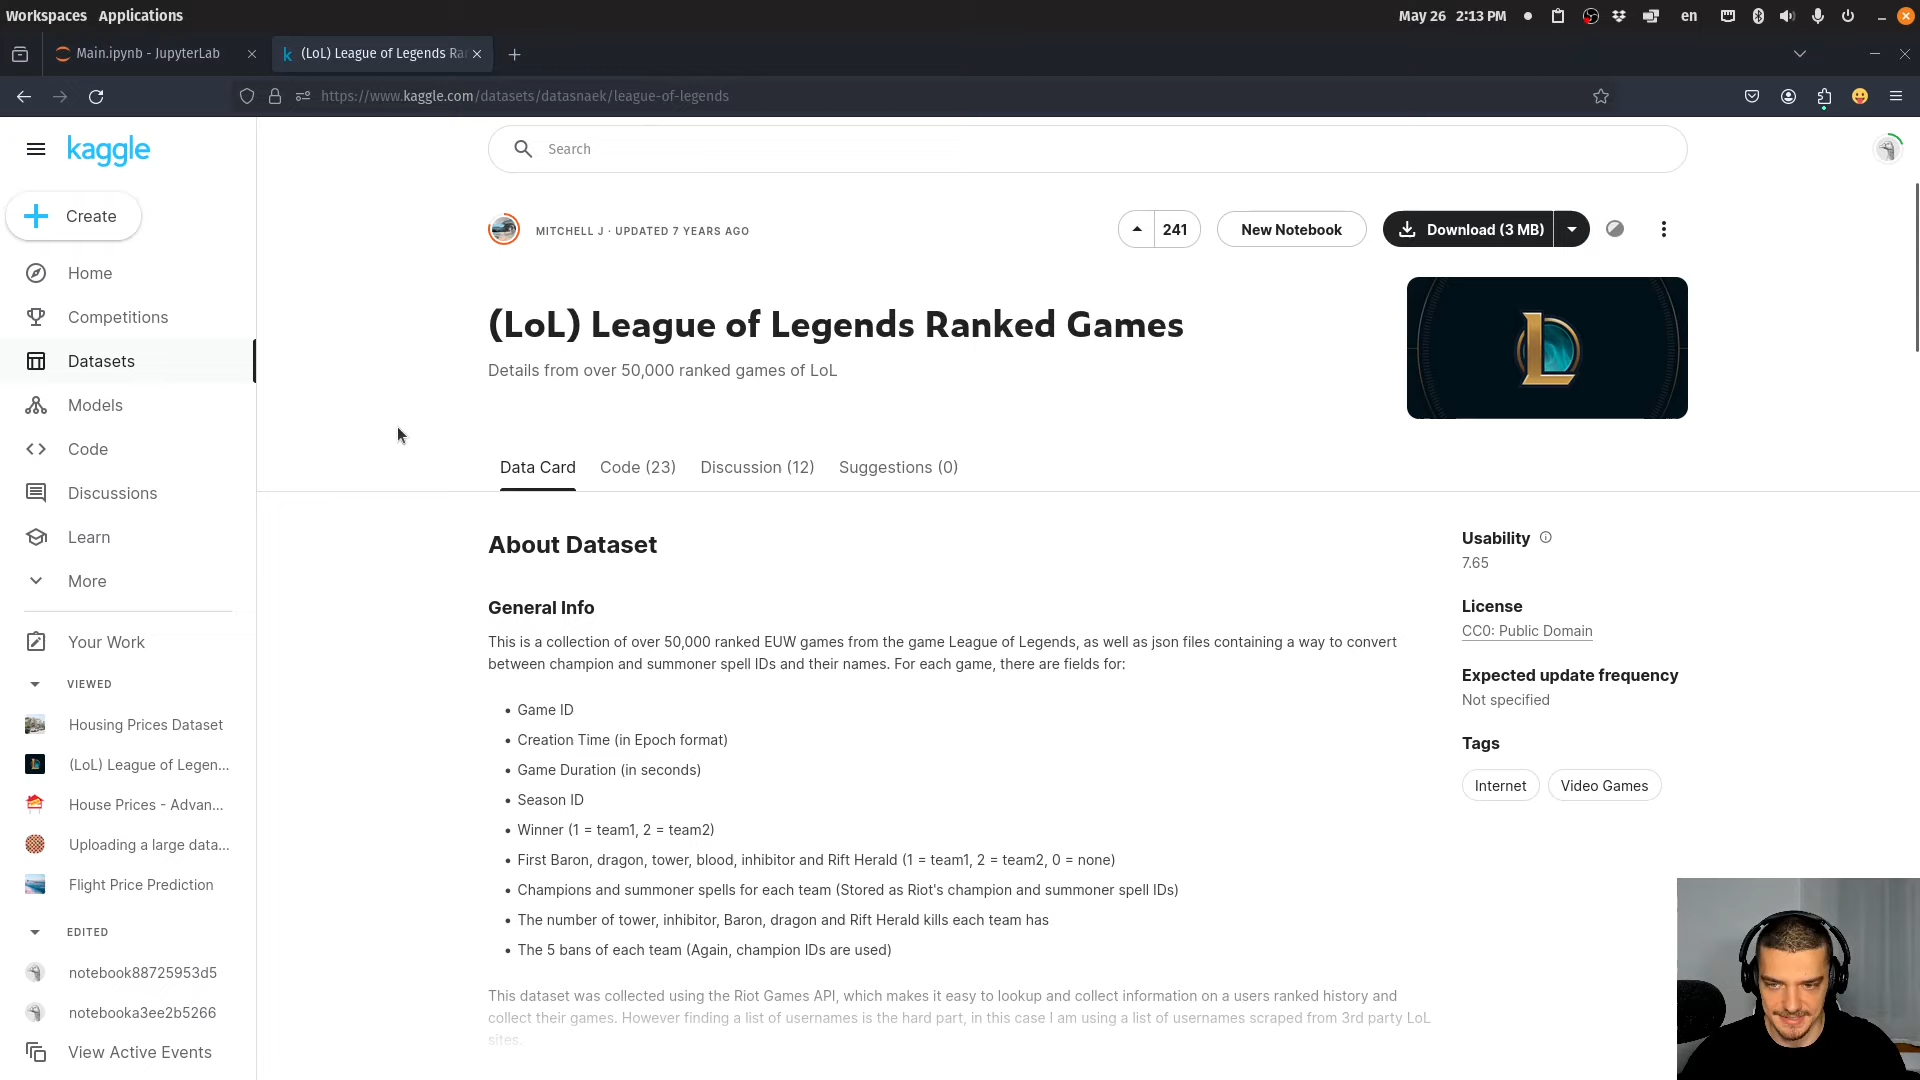 Workspaces Applications
May 26 2:13 PM
en
Main.ipynb - JupyterLab
(LoL) League of Legends Ra
https://www.kaggle.com/datasets/datasnaek/league-of-legends
kaggle
Search
Create
Home
Competitions
Datasets
Models
Code
Discussions
Learn
More
Your Work
VIEWED
Housing Prices Dataset
(LoL) League of Legen...
House Prices - Advan...
Uploading a large data...
Flight Price Prediction
EDITED
notebook88725953d5
notebooka3ee2b5266
View Active Events
MITCHELL J · UPDATED 7 YEARS AGO
241
New Notebook
Download (3 MB)
(LoL) League of Legends Ranked Games
Details from over 50,000 ranked games of LoL
Data Card
Code (23)
Discussion (12)
Suggestions (0)
About Dataset
General Info
This is a collection of over 50,000 ranked EUW games from the game League of Legends, as well as json files containing a way to convert
between champion and summoner spell IDs and their names. For each game, there are fields for:
• Game ID
• Creation Time (in Epoch format)
• Game Duration (in seconds)
• Season ID
• Winner (1 = team1, 2 = team2)
• First Baron, dragon, tower, blood, inhibitor and Rift Herald (1 = team1, 2 = team2, 0 = none)
• Champions and summoner spells for each team (Stored as Riot's champion and summoner spell IDs)
• The number of tower, inhibitor, Baron, dragon and Rift Herald kills each team has
• The 5 bans of each team (Again, champion IDs are used)
This dataset was collected using the Riot Games API, which makes it easy to lookup and collect information on a users ranked history and
collect their games. However finding a list of usernames is the hard part, in this case I am using a list of usernames scraped from 3rd party LoL
sites.
Usability
7.65
License
CC0: Public Domain
Expected update frequency
Not specified
Tags
Internet
Video Games